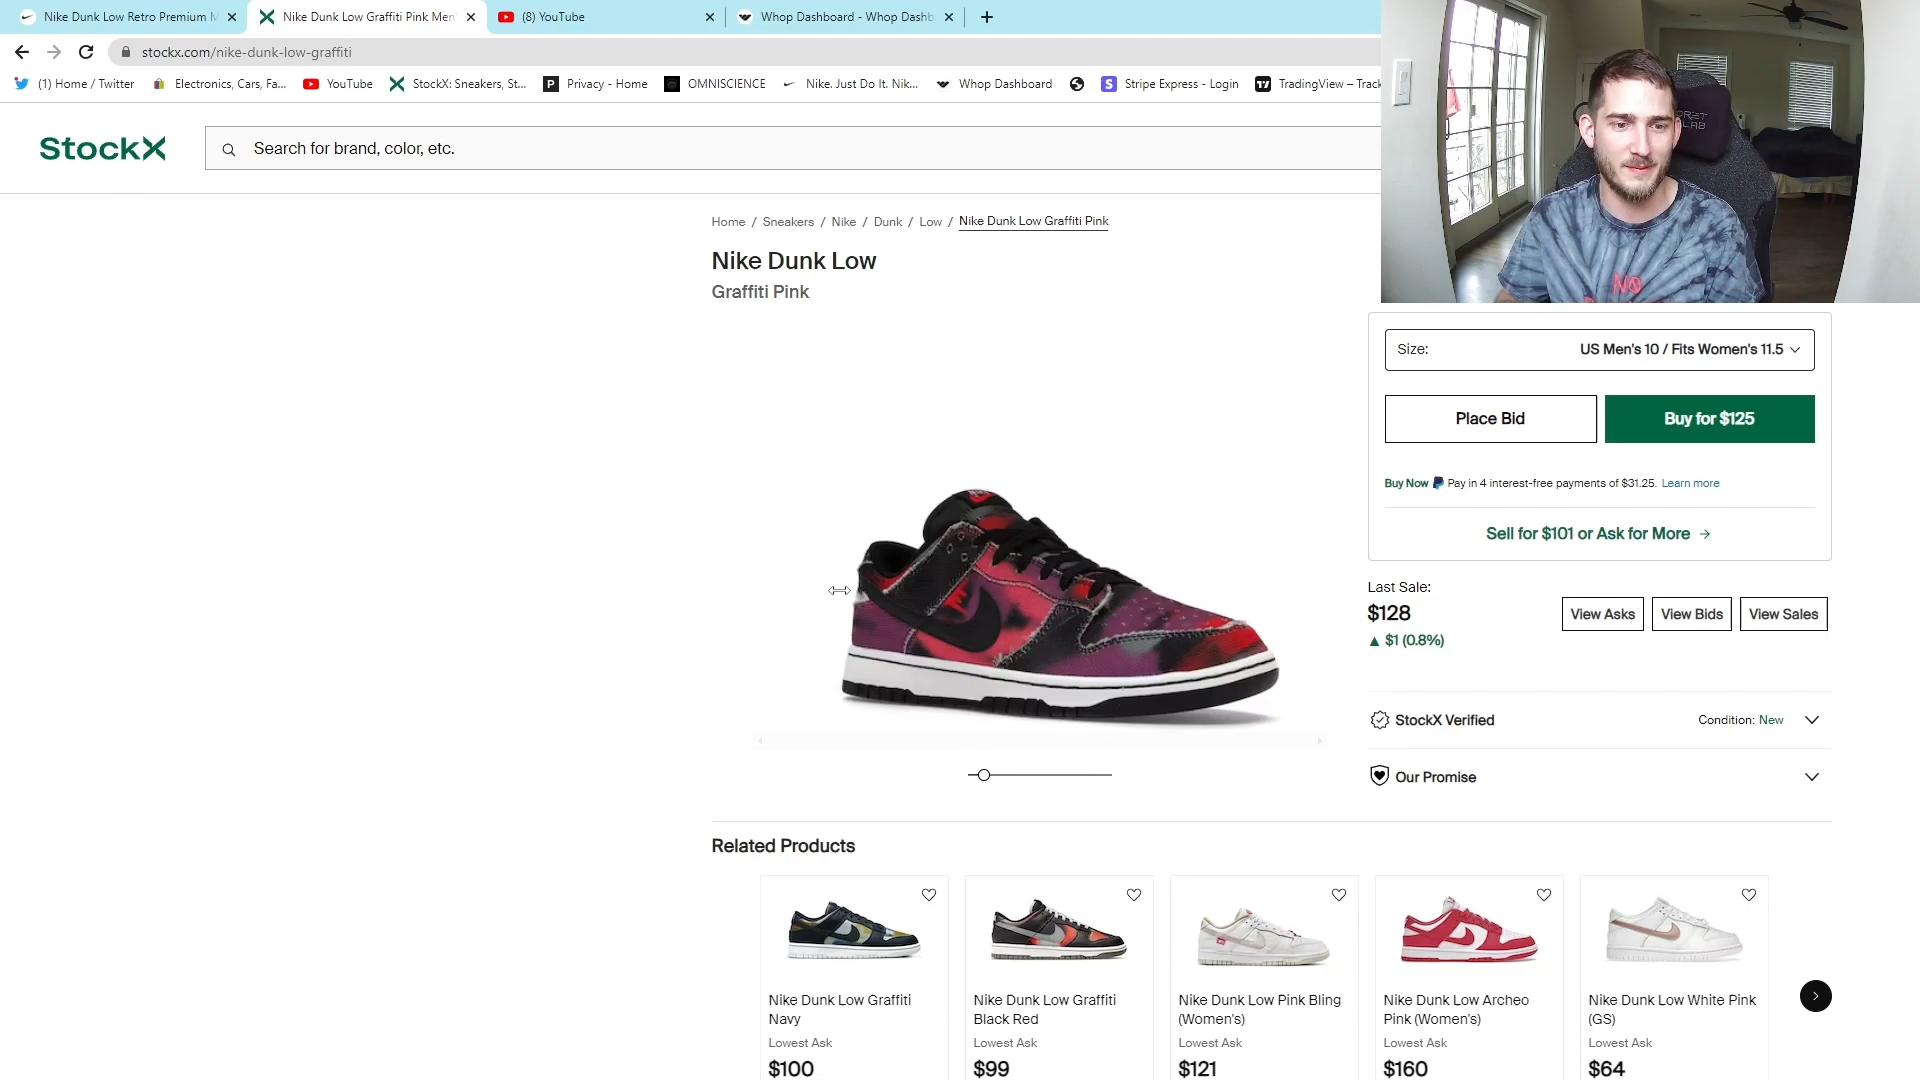 Nike Dunk Low Retro Premium M
Nike Dunk Low Graffiti Pink Men
(8) YouTube
Whop Dashboard - Whop Dashb
stockx.com/nike-dunk-low-graffiti
(1) Home / Twitter
Electronics, Cars, Fa...
YouTube
StockX: Sneakers, St...
P
Privacy - Home
OMNISCIENCE
Nike. Just Do It. Nik...
Whop Dashboard
S
Stripe Express - Login
TradingView – Track
StockX
Search for brand, color, etc.
NO
Home / Sneakers / Nike / Dunk / Low / Nike Dunk Low Graffiti Pink
Nike Dunk Low
Graffiti Pink
Size:
US Men's 10 / Fits Women's 11.5
Place Bid
Buy for $125
Buy Now Pay in 4 interest-free payments of $31.25. Learn more
Sell for $101 or Ask for More →
Last Sale:
$128
▲ $1 (0.8%)
View Asks
View Bids
View Sales
StockX Verified
Condition: New
Our Promise
Related Products
Nike Dunk Low Graffiti
Navy
Lowest Ask
$100
Nike Dunk Low Graffiti
Black Red
Lowest Ask
$99
Nike Dunk Low Pink Bling
(Women's)
Lowest Ask
$121
Nike Dunk Low Archeo
Pink (Women's)
Lowest Ask
$160
Nike Dunk Low White Pink
(GS)
Lowest Ask
$64